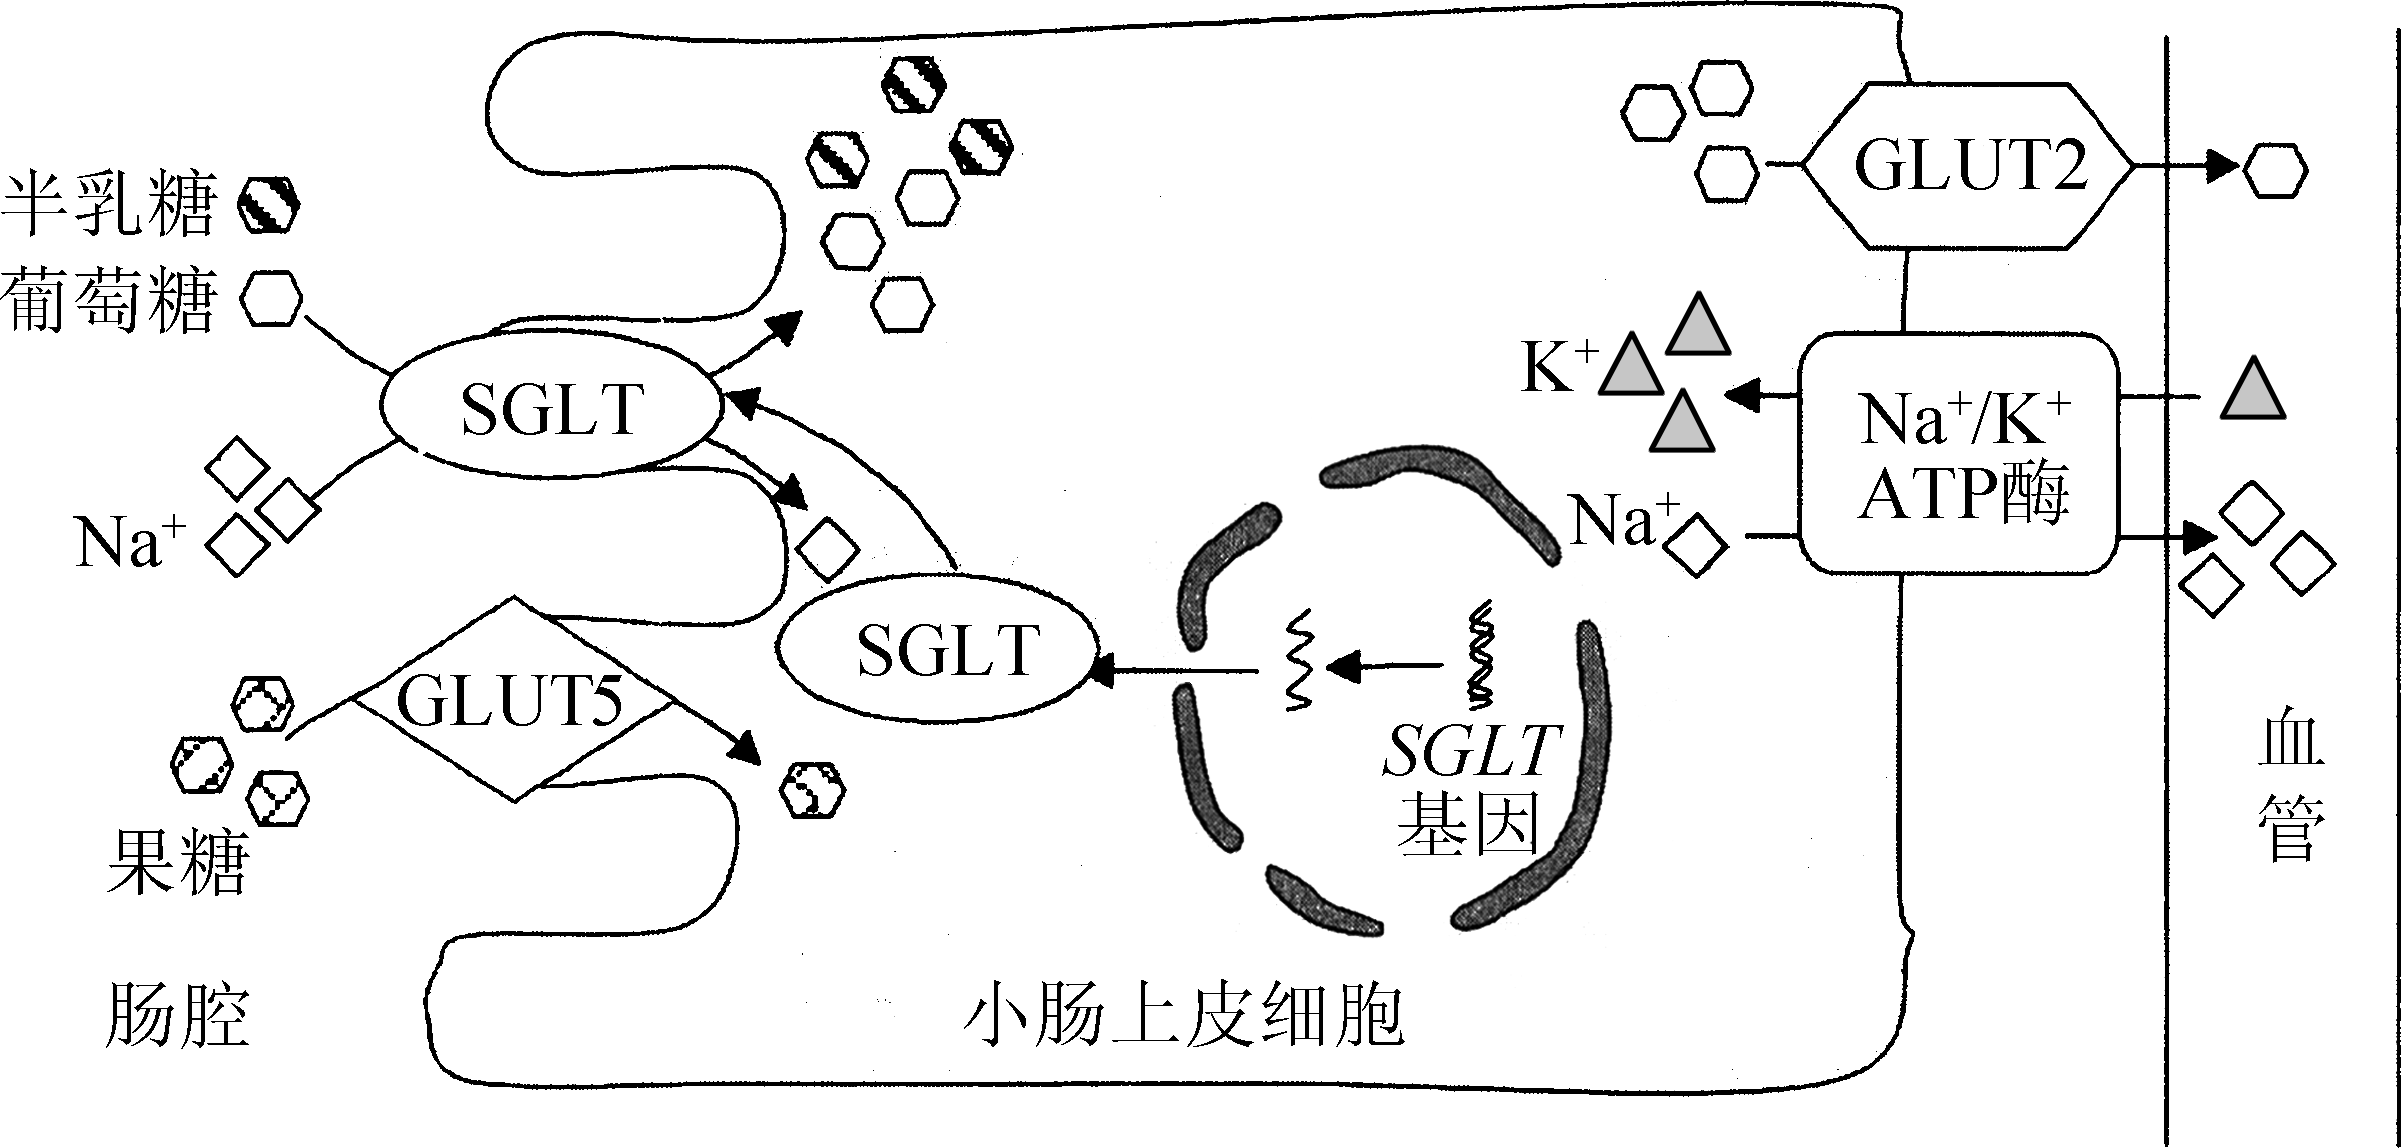 半乳糖
葡萄糖
SGLT
Na⁺
GLUT5
果糖
肠腔
SGLT
SGLT
基因
小肠上皮细胞
GLUT2
K⁺
Na⁺
Na⁺/K⁺
ATP酶
血
管